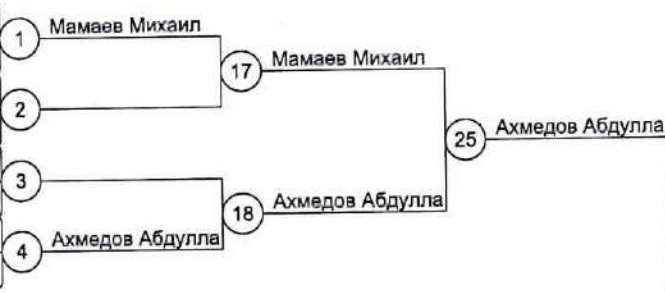 1 Мамаев Михаил
17 Мамаев Михаил
2
25 Ахмедов Абдулла
3
18 Ахмедов Абдулла
4 Ахмедов Абдулла